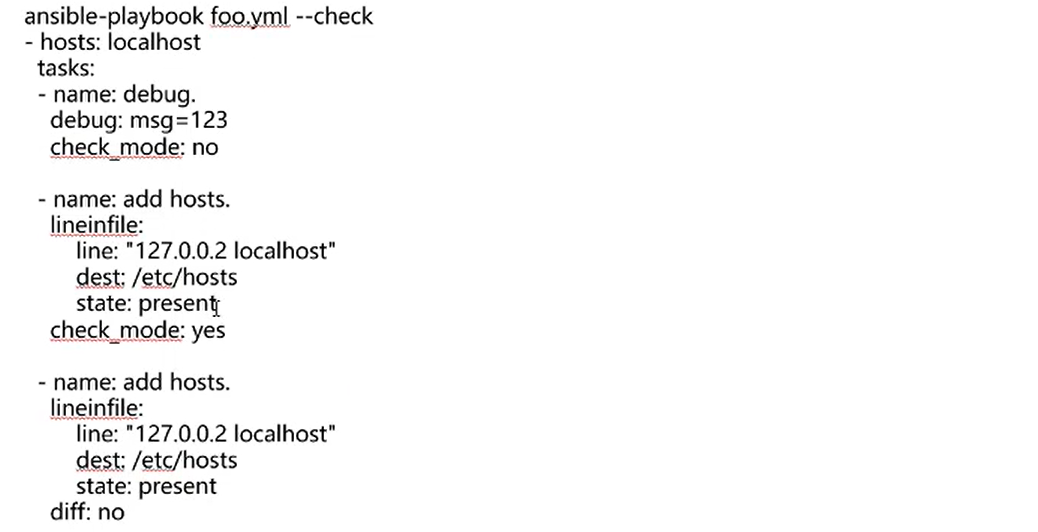 ansible-playbook foo.yml --check
- hosts: localhost
tasks:
- name: debug.
debug: msg=123
check_mode: no
- name: add hosts.
lineinfile:
line: "127.0.0.2 localhost"
dest: /etc/hosts
state: present
check_mode: yes
- name: add hosts.
lineinfile:
line: "127.0.0.2 localhost"
dest: /etc/hosts
state: present
diff: no